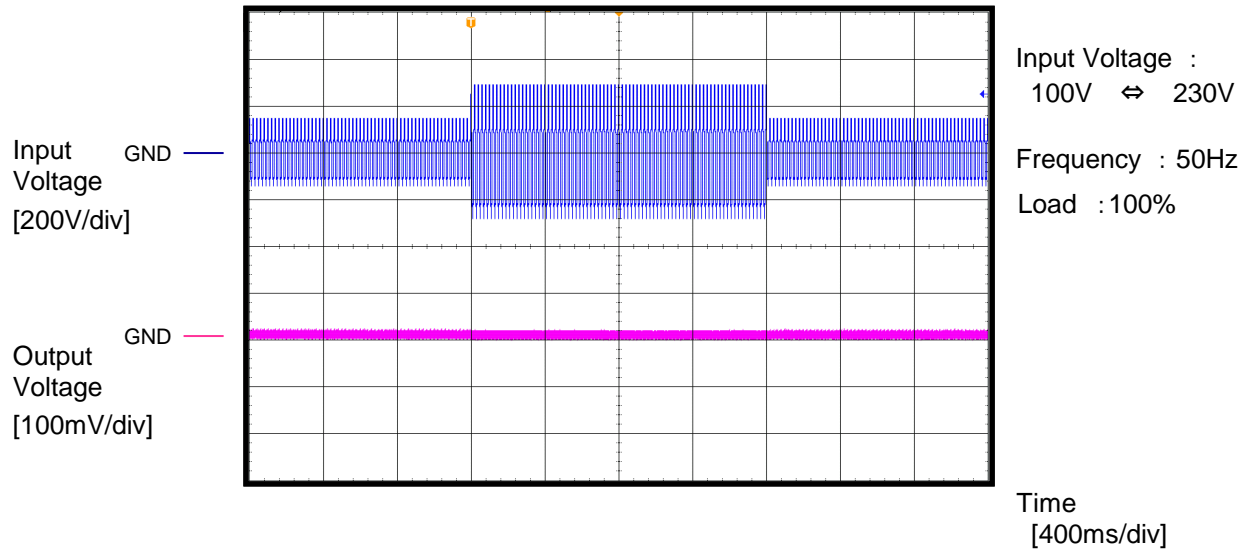 T
Input Voltage :
100V ⇔ 230V
Input
Voltage
[200V/div]
GND
Frequency : 50Hz
Load :100%
Output
Voltage
[100mV/div]
GND
Time
[400ms/div]